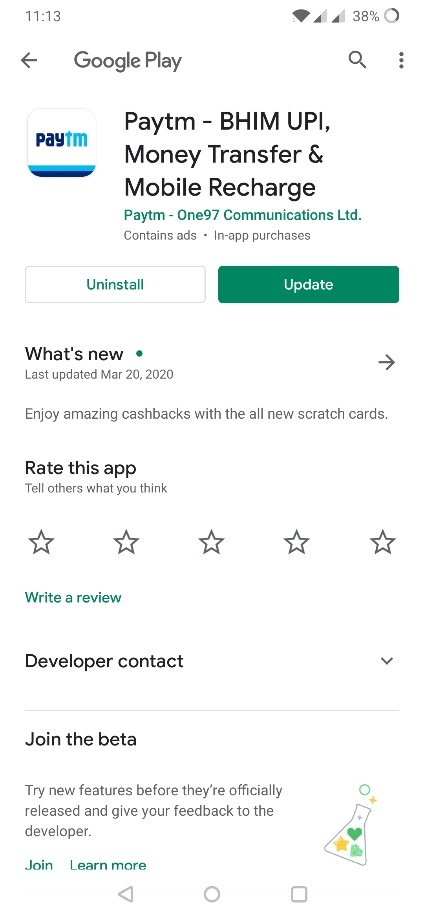 11:13
38%
Google Play
paytm
Paytm - BHIM UPI,
Money Transfer &
Mobile Recharge
Paytm - One97 Communications Ltd.
Contains ads • In-app purchases
Uninstall
Update
What's new •
Last updated Mar 20, 2020
Enjoy amazing cashbacks with the all new scratch cards.
Rate this app
Tell others what you think
Write a review
Developer contact
Join the beta
Try new features before they're officially
released and give your feedback to the
developer.
Join Learn more